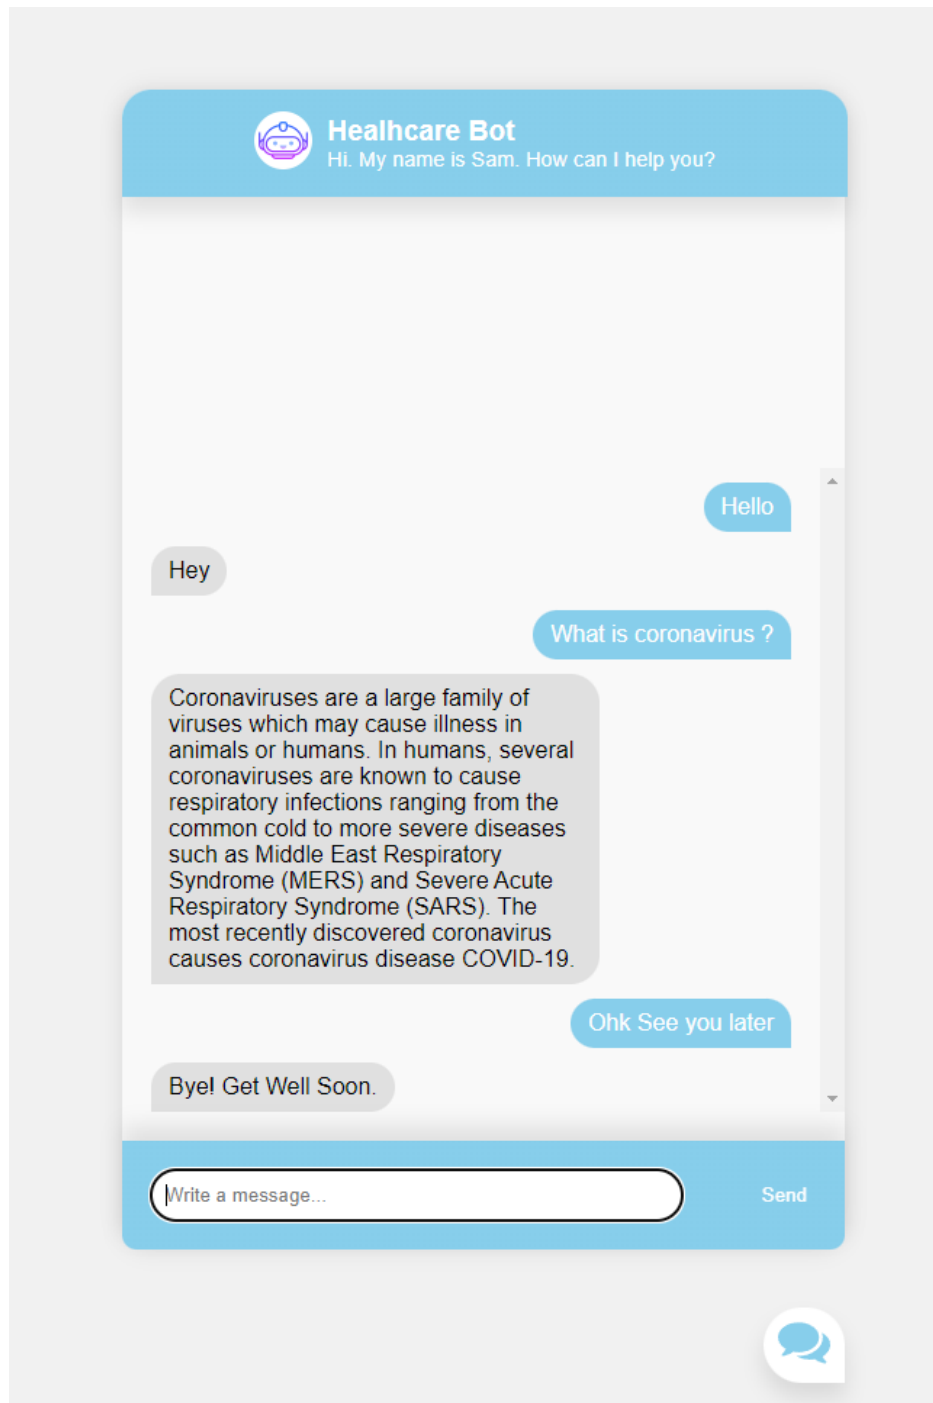 Healhcare Bot
Hi. My name is Sam. How can I help you?
Hello
Hey
What is coronavirus ?
Coronaviruses are a large family of
viruses which may cause illness in
animals or humans. In humans, several
coronaviruses are known to cause
respiratory infections ranging from the
common cold to more severe diseases
such as Middle East Respiratory
Syndrome (MERS) and Severe Acute
Respiratory Syndrome (SARS). The
most recently discovered coronavirus
causes coronavirus disease COVID-19.
Ohk See you later
Bye! Get Well Soon.
Write a message...
Send